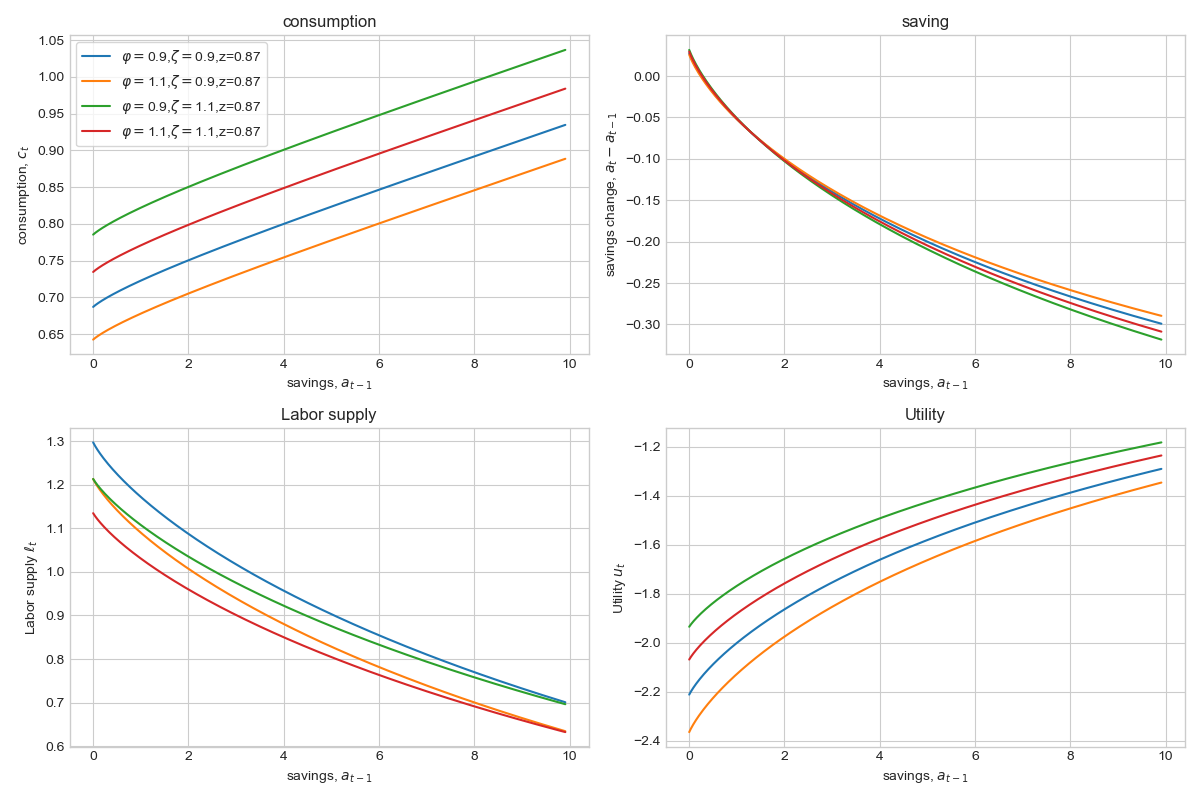 consumption
1.05
1.00
0.95
0.90
0.85
0.80
0.75
0.70
0.65
consumption, c_t
φ = 0.9,ζ = 0.9,z=0.87
φ = 1.1,ζ = 0.9,z=0.87
φ = 0.9,ζ = 1.1,z=0.87
φ = 1.1,ζ = 1.1,z=0.87
0 2 4 6 8 10
savings, a_{t−1}
saving
0.00
−0.05
−0.10
−0.15
−0.20
−0.25
−0.30
savings change, a_t − a_{t−1}
0 2 4 6 8 10
savings, a_{t−1}
Labor supply
1.3
1.2
1.1
1.0
0.9
0.8
0.7
0.6
Labor supply ℓ_t
0 2 4 6 8 10
savings, a_{t−1}
Utility
−1.2
−1.4
−1.6
−1.8
−2.0
−2.2
−2.4
Utility u_t
0 2 4 6 8 10
savings, a_{t−1}